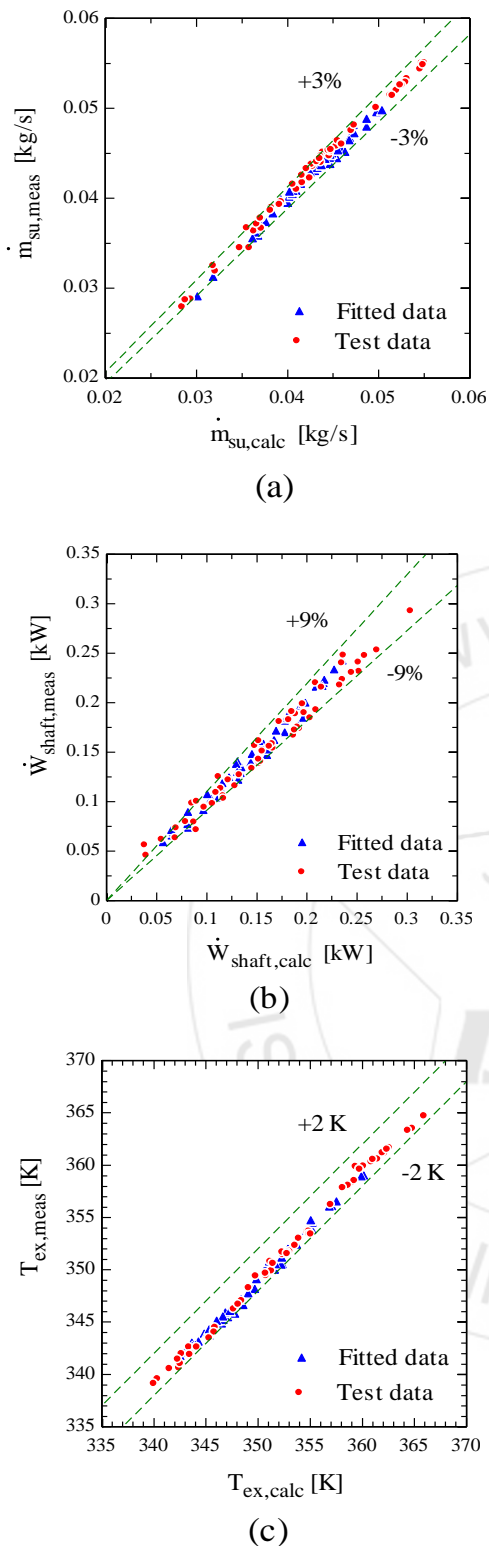 0.06
+3%
0.05
-3%
ṁsu,meas [kg/s]
0.04
0.03
Fitted data
Test data
0.02
0.02 0.03 0.04 0.05 0.06
ṁsu,calc [kg/s]
(a)
0.35
0.3
+9%
0.25
-9%
Ẇshaft,meas [kW]
0.2
0.15
0.1
Fitted data
0.05
Test data
0
0 0.05 0.1 0.15 0.2 0.25 0.3 0.35
Ẇshaft,calc [kW]
(b)
370
365
+2 K
360
-2 K
355
Tex,meas [K]
350
345
Fitted data
340
Test data
335
335 340 345 350 355 360 365 370
Tex,calc [K]
(c)